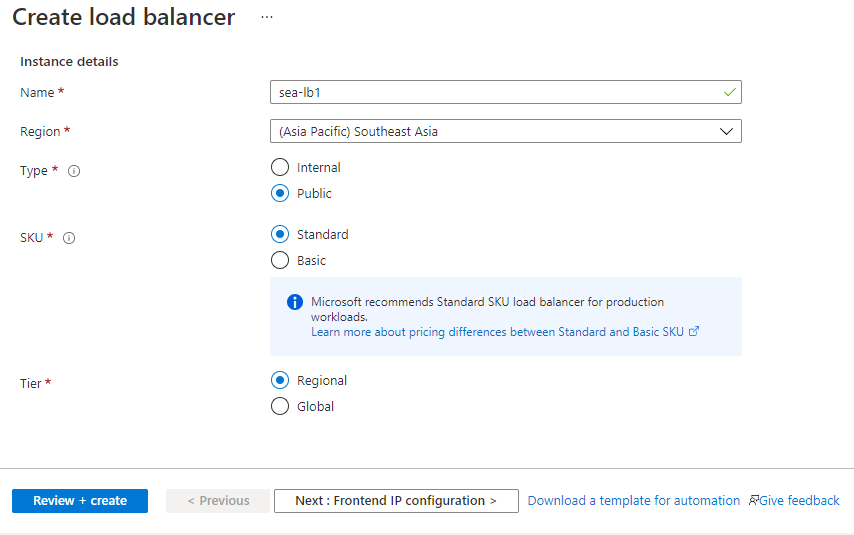 Create load balancer ...
Instance details
Name *
sea-lb1
Region *
(Asia Pacific) Southeast Asia
Type *
Internal
Public
SKU *
Standard
Basic
Microsoft recommends Standard SKU load balancer for production
workloads.
Learn more about pricing differences between Standard and Basic SKU
Tier *
Regional
Global
Review + create
< Previous
Next : Frontend IP configuration >
Download a template for automation
Give feedback